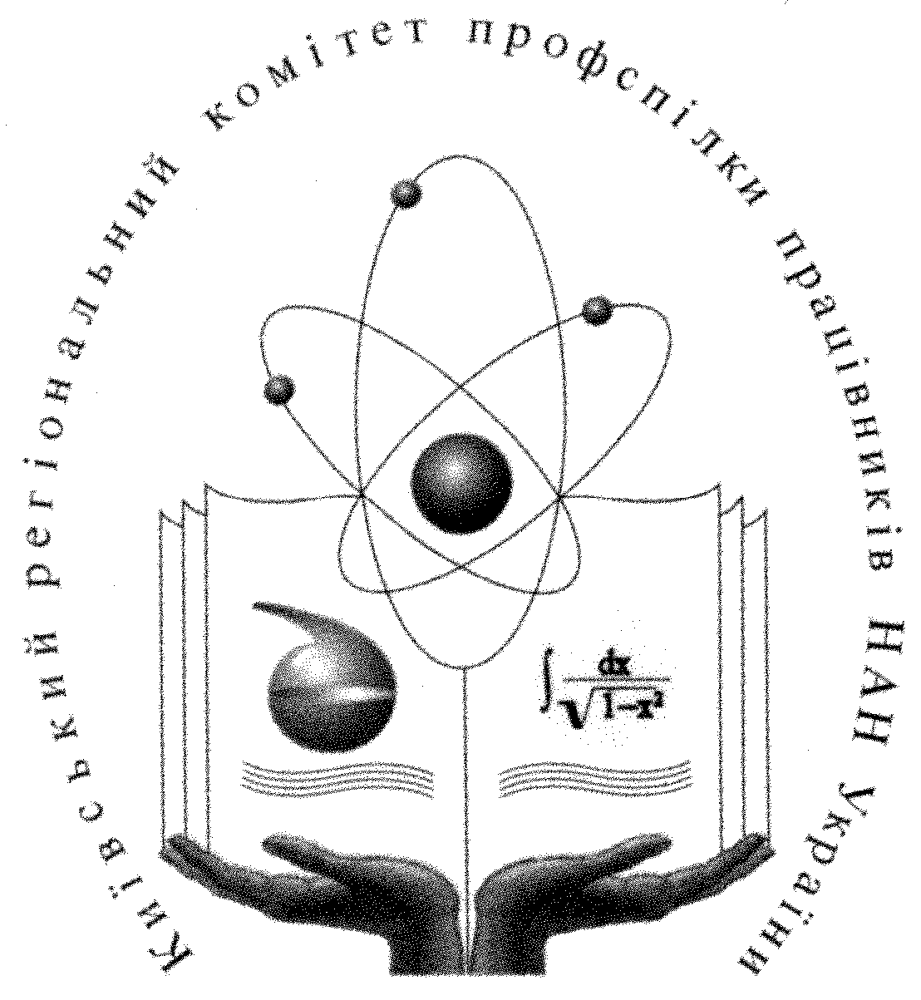 Київський регіональний комітет профспілки працівників НАН України
∫ dx / √1−x²